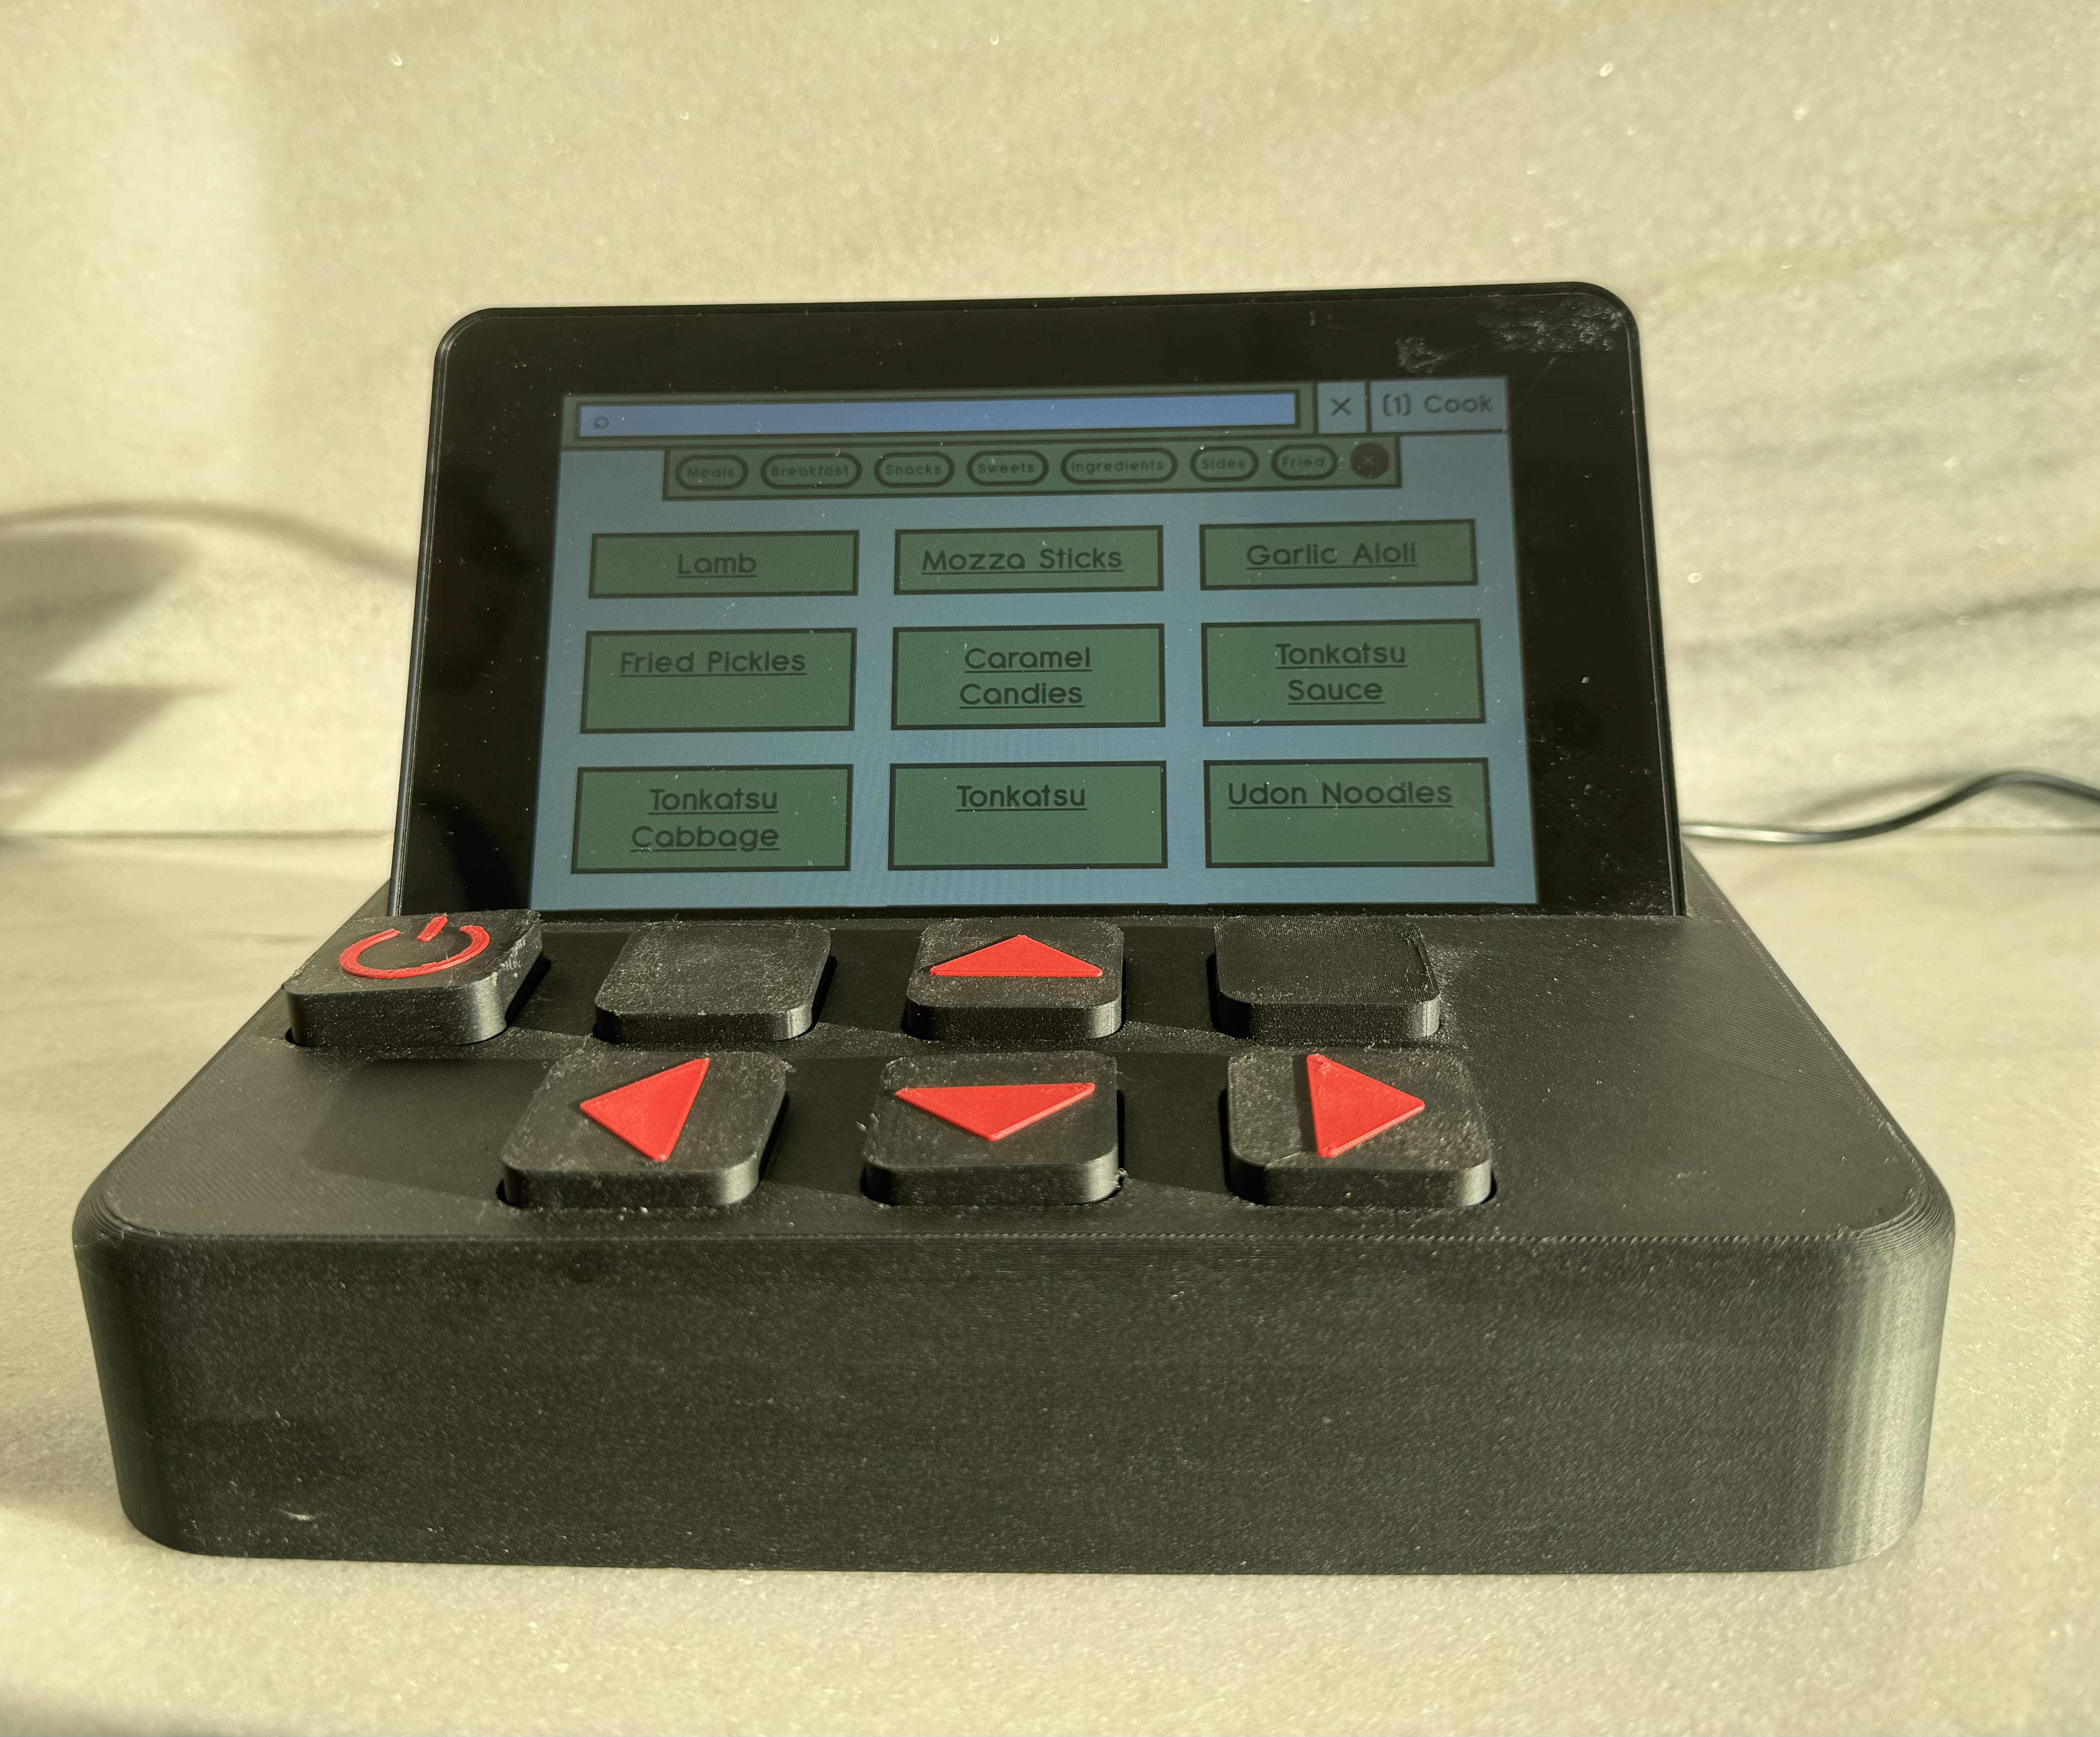 X (1) Cook
Meals Breakfast Snacks Sweets Ingredients Sides Fried X
Lamb Mozza Sticks Garlic Aioli
Fried Pickles Caramel Tonkatsu
Candies Sauce
Tonkatsu Tonkatsu Udon Noodles
Cabbage